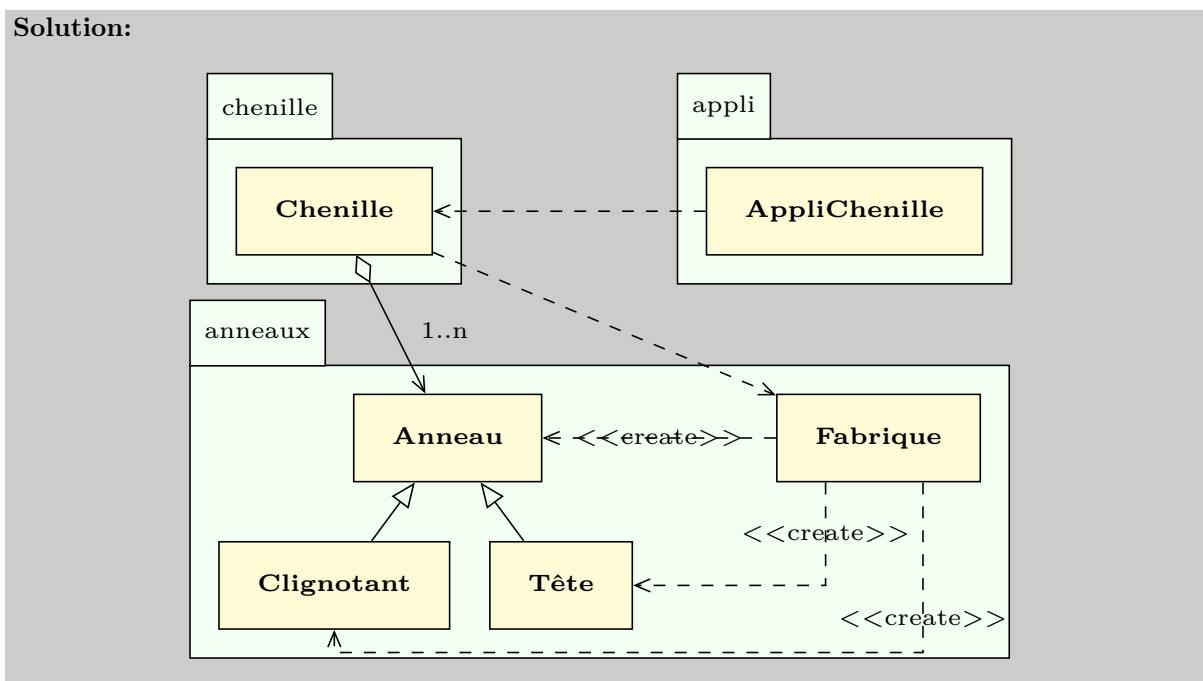 Solution:
chenille
appli
Chenille
AppliChenille
anneaux
1..n
Anneau
<<create>>
Fabrique
<<create>>
Clignotant
Tête
<<create>>